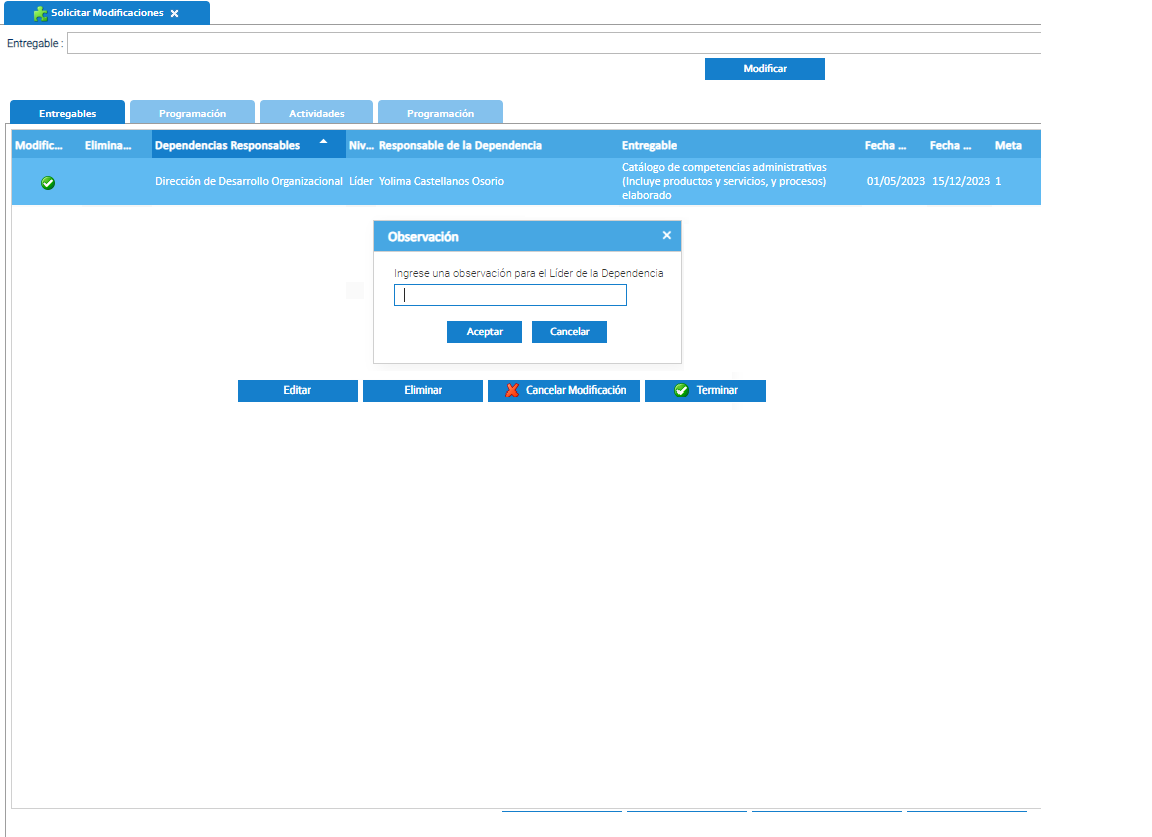 Solicitar Modificaciones
Entregable :
Modificar
Entregables
Programación
Actividades
Programación
Modific...
Elimina...
Dependencias Responsables
Niv...
Responsable de la Dependencia
Entregable
Fecha ...
Fecha ...
Meta
Dirección de Desarrollo Organizacional
Líder
Yolima Castellanos Osorio
Catálogo de competencias administrativas
(Incluye productos y servicios, y procesos)
elaborado
01/05/2023
15/12/2023
1
Observación
Ingrese una observación para el Líder de la Dependencia
Aceptar
Cancelar
Editar
Eliminar
Cancelar Modificación
Terminar